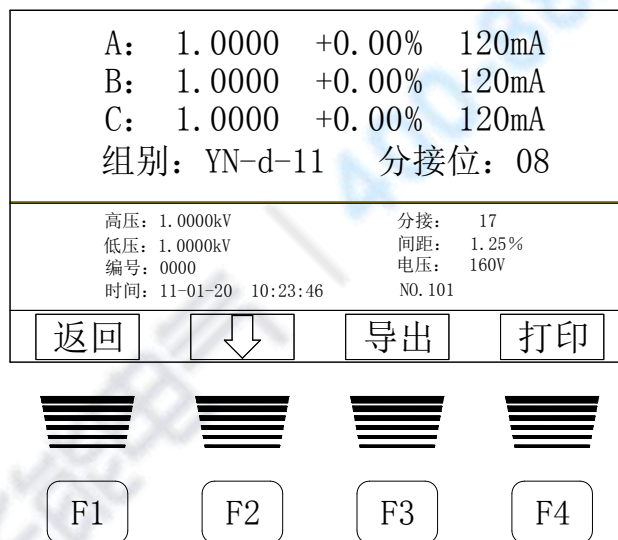 A： 1.0000 +0.00% 120mA
B： 1.0000 +0.00% 120mA
C： 1.0000 +0.00% 120mA
组别：YN-d-11 分接位：08
高压：1.0000kV 分接： 17
低压：1.0000kV 间距： 1.25%
编号：0000 电压： 160V
时间：11-01-20 10:23:46 NO.101
返回 导出 打印
F1 F2 F3 F4